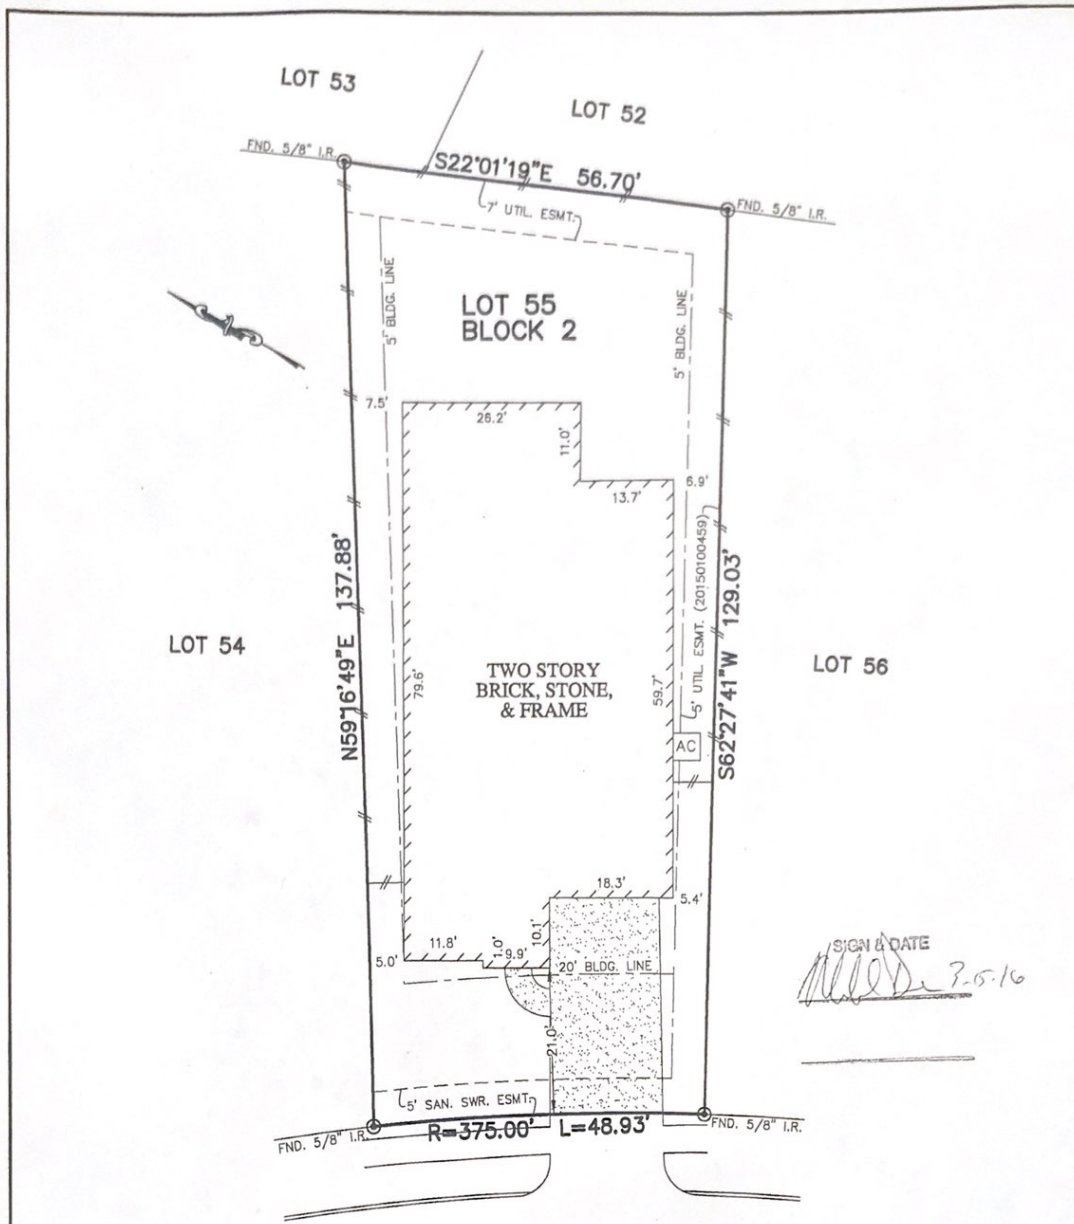 LOT 53
LOT 52
FND. 5/8" I.R.
S22°01'19"E 56.70'
7' UTIL. ESMT.
FND. 5/8" I.R.
5' BLDG. LINE
LOT 55
BLOCK 2
5' BLDG. LINE
7.5'
26.2'
11.0'
13.7'
6.9'
N59°16'49"E 137.88'
5' UTIL ESMT. (20150100459)
S62°27'41"W 129.03'
LOT 54
79.6'
TWO STORY
BRICK, STONE,
& FRAME
59.7'
LOT 56
AC
18.3'
5.4'
11.8'
1.0'
9.9'
10.1'
5.0'
20' BLDG. LINE
SIGN & DATE
21.0'
5' SAN. SWR. ESMT.
R=375.00' L=48.93'
FND. 5/8" I.R.
FND. 5/8" I.R.